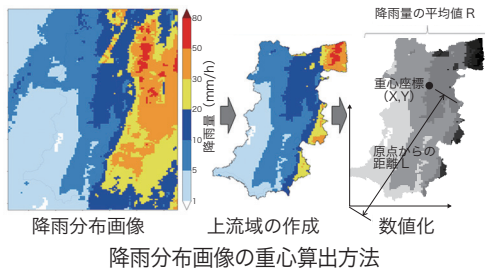 降雨量の平均値 R
80
50
30
20
10
5
1
降雨量（mm/h）
重心座標
（X,Y）
原点からの
距離 L
降雨分布画像
上流域の作成
数値化
降雨分布画像の重心算出方法